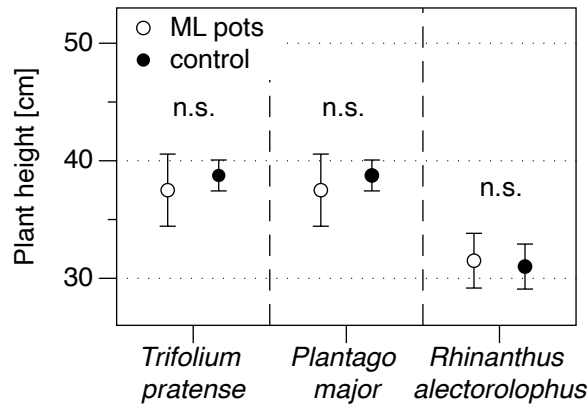 ML pots
control
50
40
30
Plant height [cm]
n.s.
n.s.
n.s.
Trifolium
pratense
Plantago
major
Rhinanthus
alectorolophus